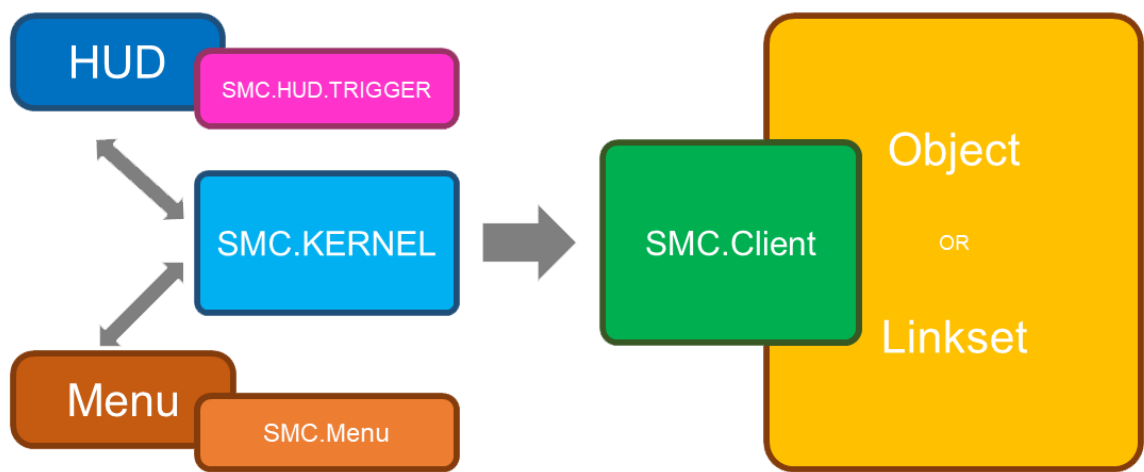 HUD
SMC.HUD.TRIGGER
SMC.KERNEL
Menu
SMC.Menu
SMC.Client
Object
OR
Linkset